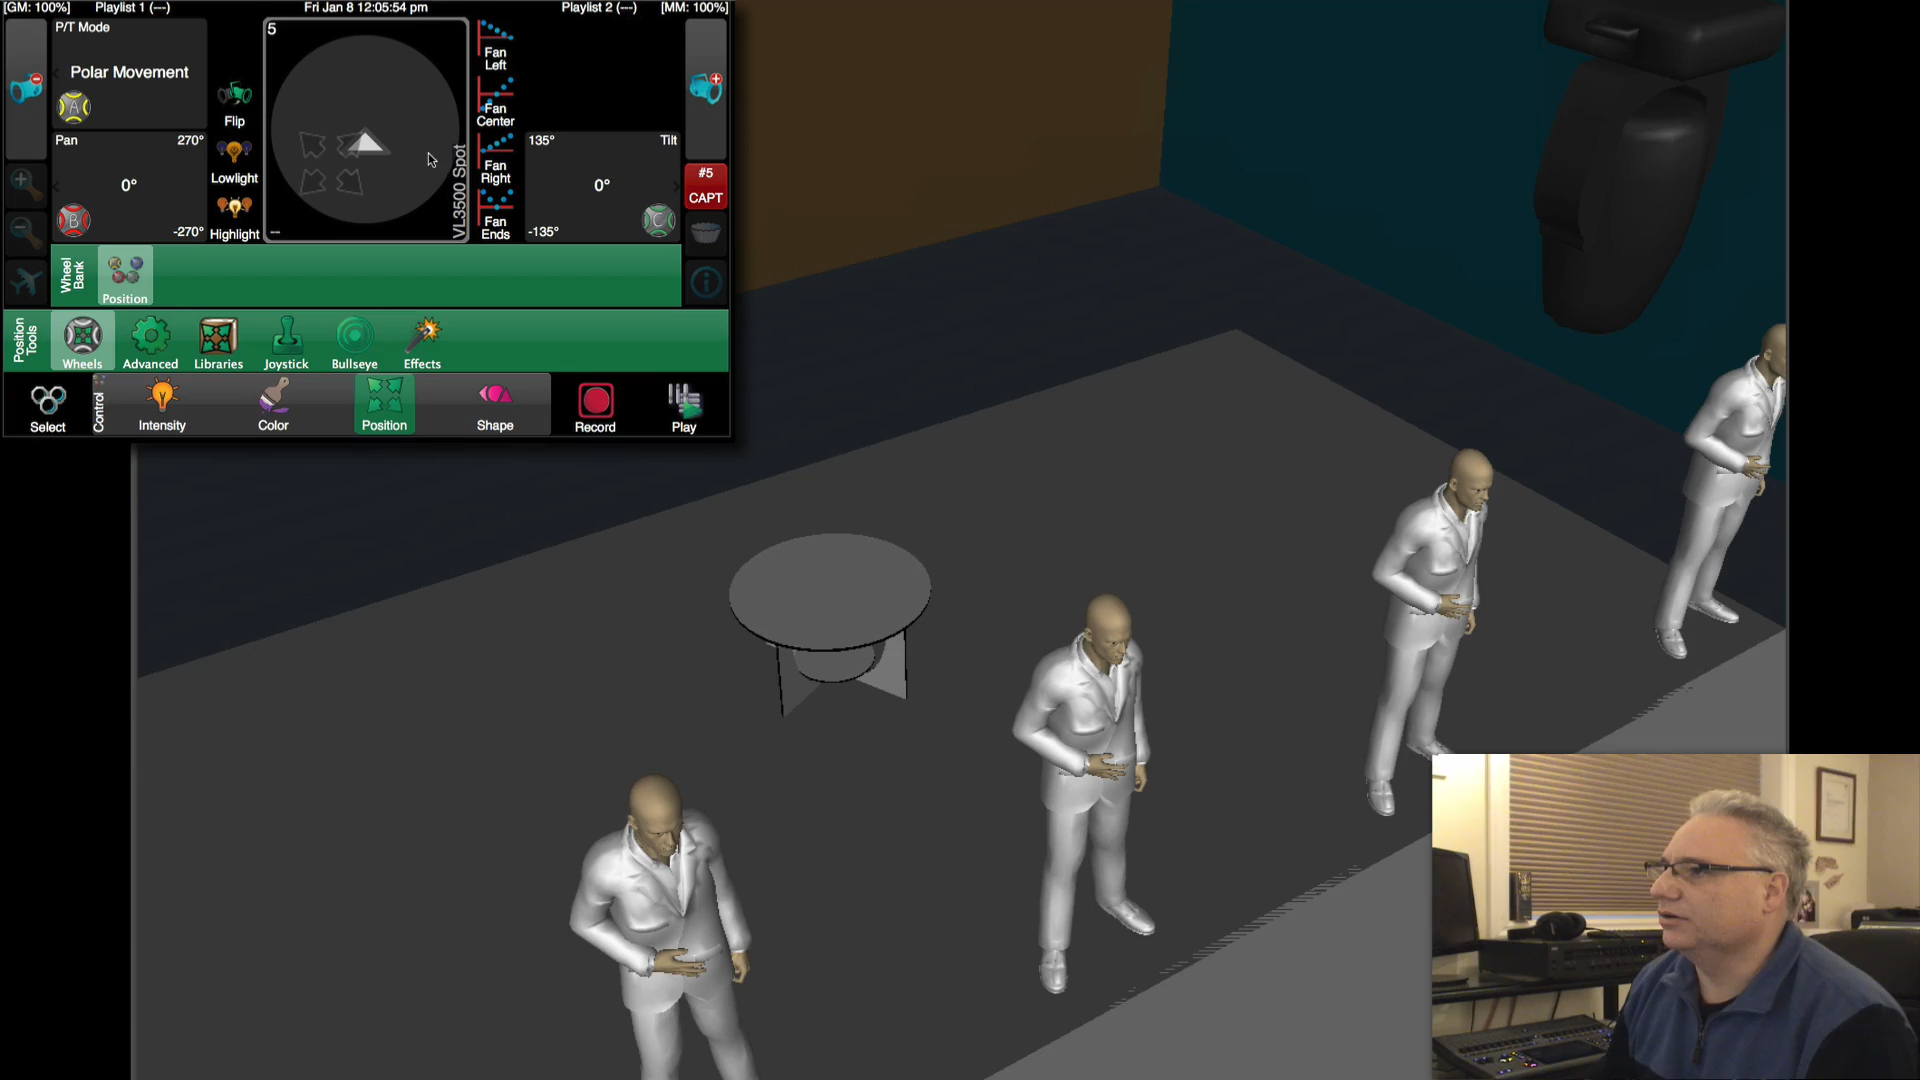 [GM: 100%] Playlist 1 (---) Fri Jan 8 12:05:54 pm Playlist 2 (---) [MM: 100%]
P/T Mode
Polar Movement
A
Flip
5
Fan
Left
Fan
Center
Pan 270°
0°
B
-270°
Lowlight
Highlight
VL3500 Spot
--
Fan
Right
Fan
Ends
135° Tilt
0°
C
-135°
#5
CAPT
Wheel
Bank
Position
Position
Tools
Wheels
Advanced
Libraries
Joystick
Bullseye
Effects
Select
Control
Intensity
Color
Position
Shape
Record
Play